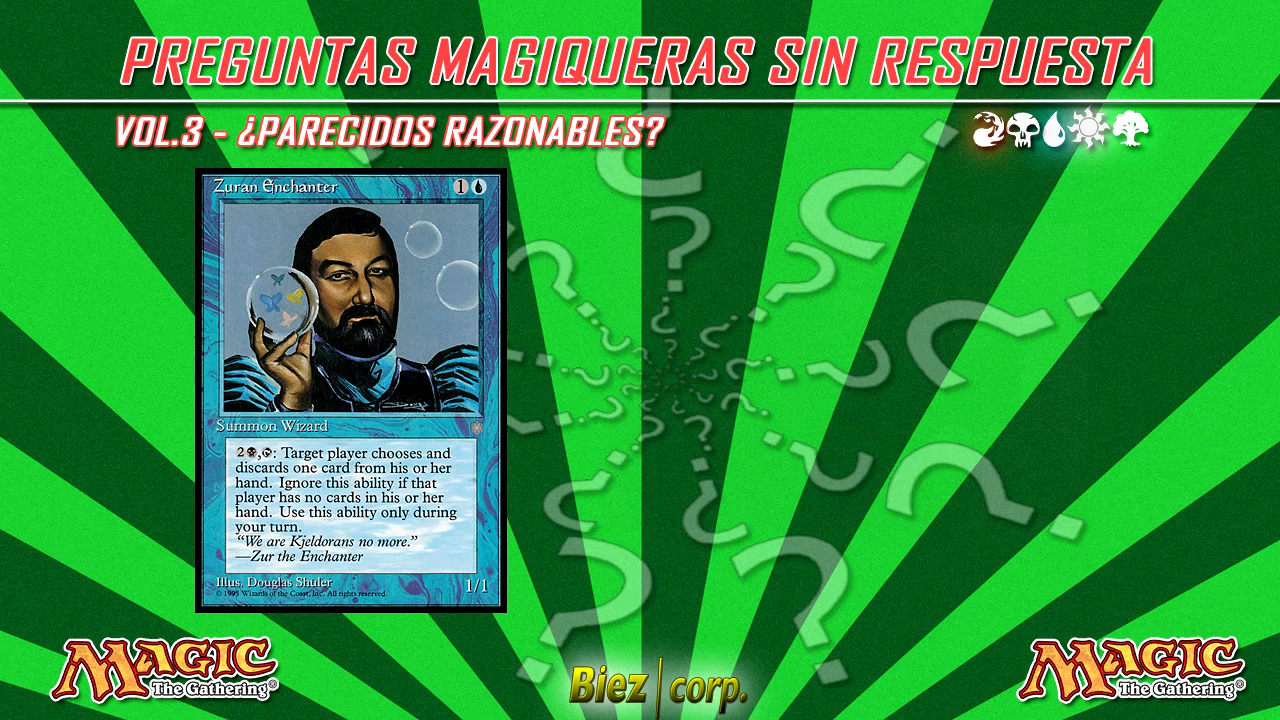 PREGUNTAS MAGIQUERAS SIN RESPUESTA
VOL.3 - ¿PARECIDOS RAZONABLES?
Zuran Enchanter 1
Summon Wizard
2, : Target player chooses and
discards one card from his or her
hand. Ignore this ability if that
player has no cards in his or her
hand. Use this ability only during
your turn.
“We are Kjeldorans no more.”
—Zur the Enchanter
Illus. Douglas Shuler
© 1995 Wizards of the Coast, Inc. All rights reserved.
1/1
MAGIC
The Gathering®
Biez|corp.
MAGIC
The Gathering®